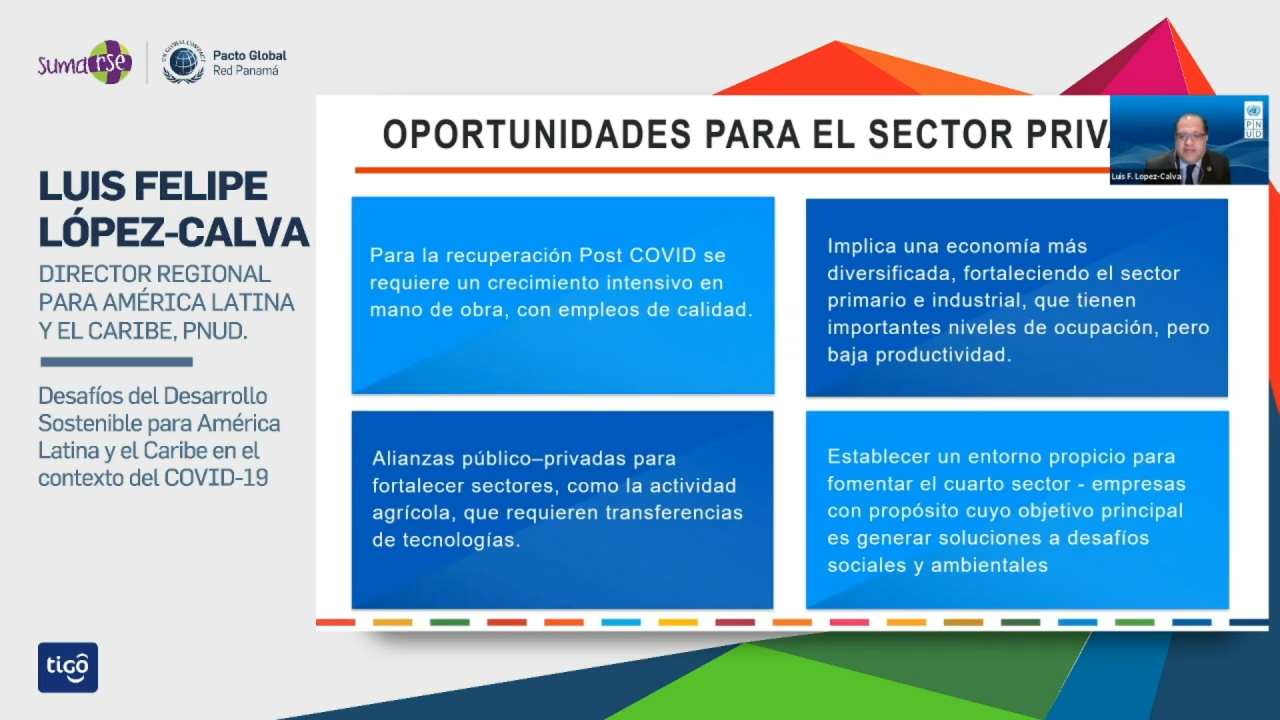 sumarse
UN GLOBAL COMPACT
Pacto Global
Red Panamá
LUIS FELIPE
LÓPEZ-CALVA
DIRECTOR REGIONAL
PARA AMÉRICA LATINA
Y EL CARIBE, PNUD.
Desafíos del Desarrollo
Sostenible para América
Latina y el Caribe en el
contexto del COVID-19
tigo
OPORTUNIDADES PARA EL SECTOR PRIVA
P N
U D
Luis F. Lopez-Calva
Para la recuperación Post COVID se
requiere un crecimiento intensivo en
mano de obra, con empleos de calidad.
Implica una economía más
diversificada, fortaleciendo el sector
primario e industrial, que tienen
importantes niveles de ocupación, pero
baja productividad.
Alianzas público–privadas para
fortalecer sectores, como la actividad
agrícola, que requieren transferencias
de tecnologías.
Establecer un entorno propicio para
fomentar el cuarto sector - empresas
con propósito cuyo objetivo principal
es generar soluciones a desafíos
sociales y ambientales